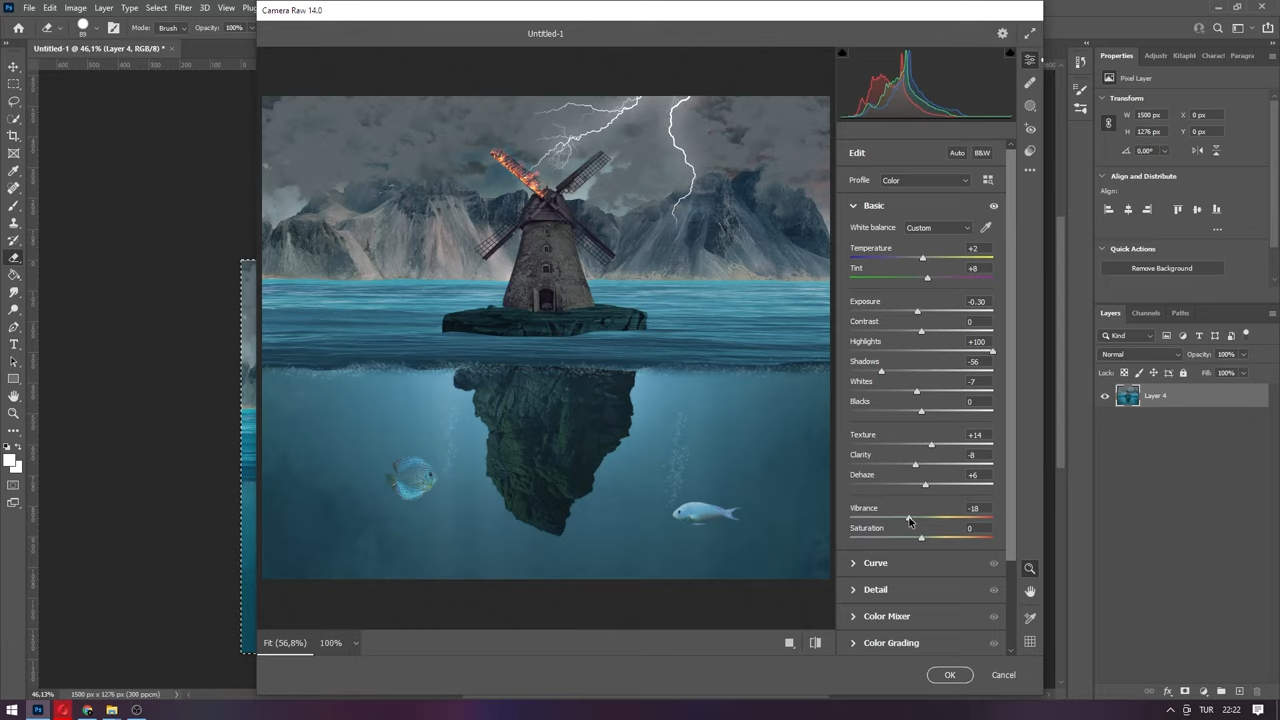 Camera Raw 14.0
File Edit Image Layer Type Select Filter 3D View
Untitled-1
89 Mode: Brush Opacity: 100%
Untitled-1 @ 46,1% (Layer 4, RGB/8) *
Properties Adjustr Kitaplıl Charact Paragra
Pixel Layer
Transform
W 1500 px X 0 px
H 1276 px Y 0 px
0,00°
Align and Distribute
Align:
Quick Actions
Remove Background
Layers Channels Paths
Kind
Normal Opacity: 100%
Lock: Fill: 100%
Layer 4
Edit Auto B&W
Profile Color
Basic
White balance Custom
Temperature +2
Tint +8
Exposure -0.30
Contrast 0
Highlights +100
Shadows -56
Whites -7
Blacks 0
Texture +14
Clarity -8
Dehaze +6
Vibrance -18
Saturation 0
Curve
Detail
Color Mixer
Color Grading
Fit (56,8%) 100%
OK Cancel
46,13% 1500 px x 1276 px (300 ppcm)
TUR 22:22